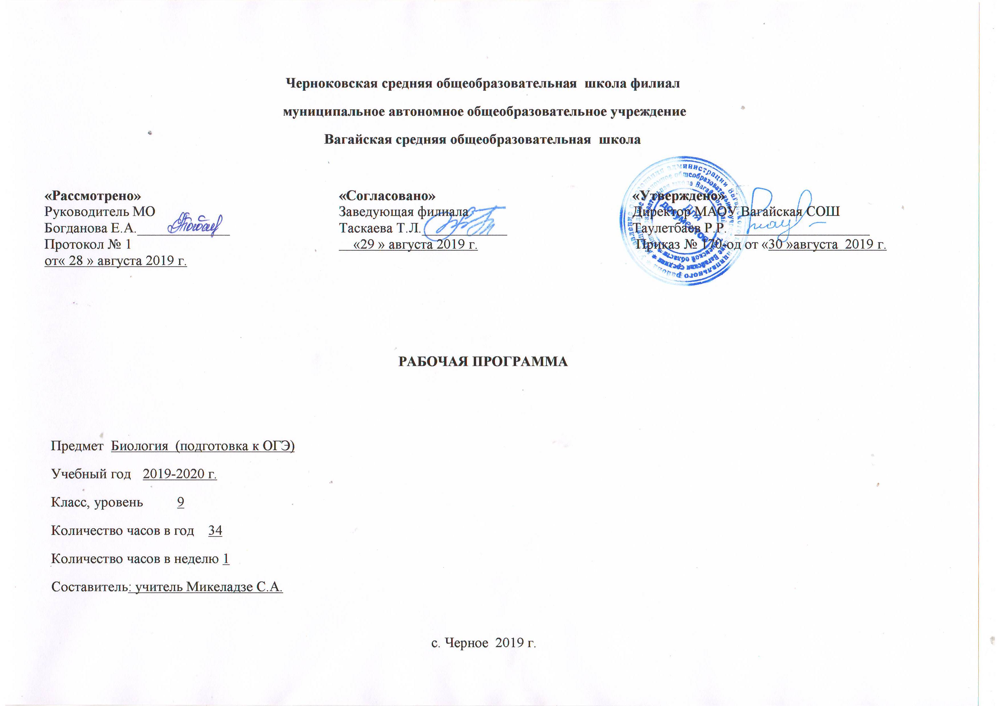 Черноковская средняя общеобразовательная школа филиал
муниципальное автономное общеобразовательное учреждение
Вагайская средняя общеобразовательная школа
«Рассмотрено»
Руководитель МО
Богданова Е.А.
Протокол № 1
от« 28 » августа 2019 г.
«Согласовано»
Заведующая филиала
Таскаева Т.Л.
«29 » августа 2019 г.
«Утверждено»
Директор МАОУ Вагайская СОШ
Таулетбаев Р.Р.
Приказ № 170-од от «30 »августа 2019 г.
Для
документов
РАБОЧАЯ ПРОГРАММА
Предмет Биология (подготовка к ОГЭ)
Учебный год 2019-2020 г.
Класс, уровень 9
Количество часов в год 34
Количество часов в неделю 1
Составитель: учитель Микеладзе С.А.
с. Черное 2019 г.